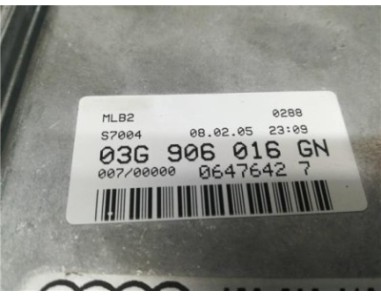 MLB2 0288
S7004 08.02.05 23:09
03G 906 016 GN
007/00000 0647642 7